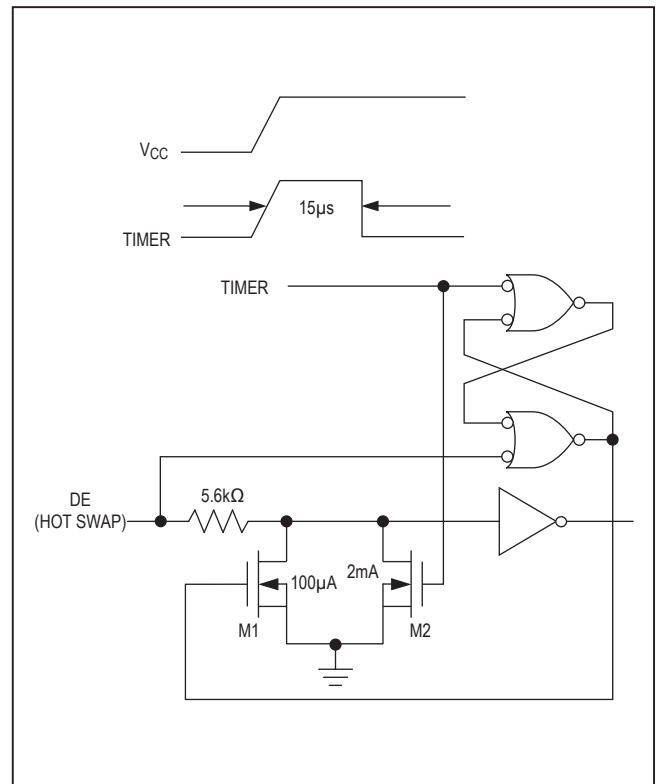 VCC
15µs
TIMER
TIMER
5.6kΩ
DE
(HOT SWAP)
100µA
2mA
M1
M2